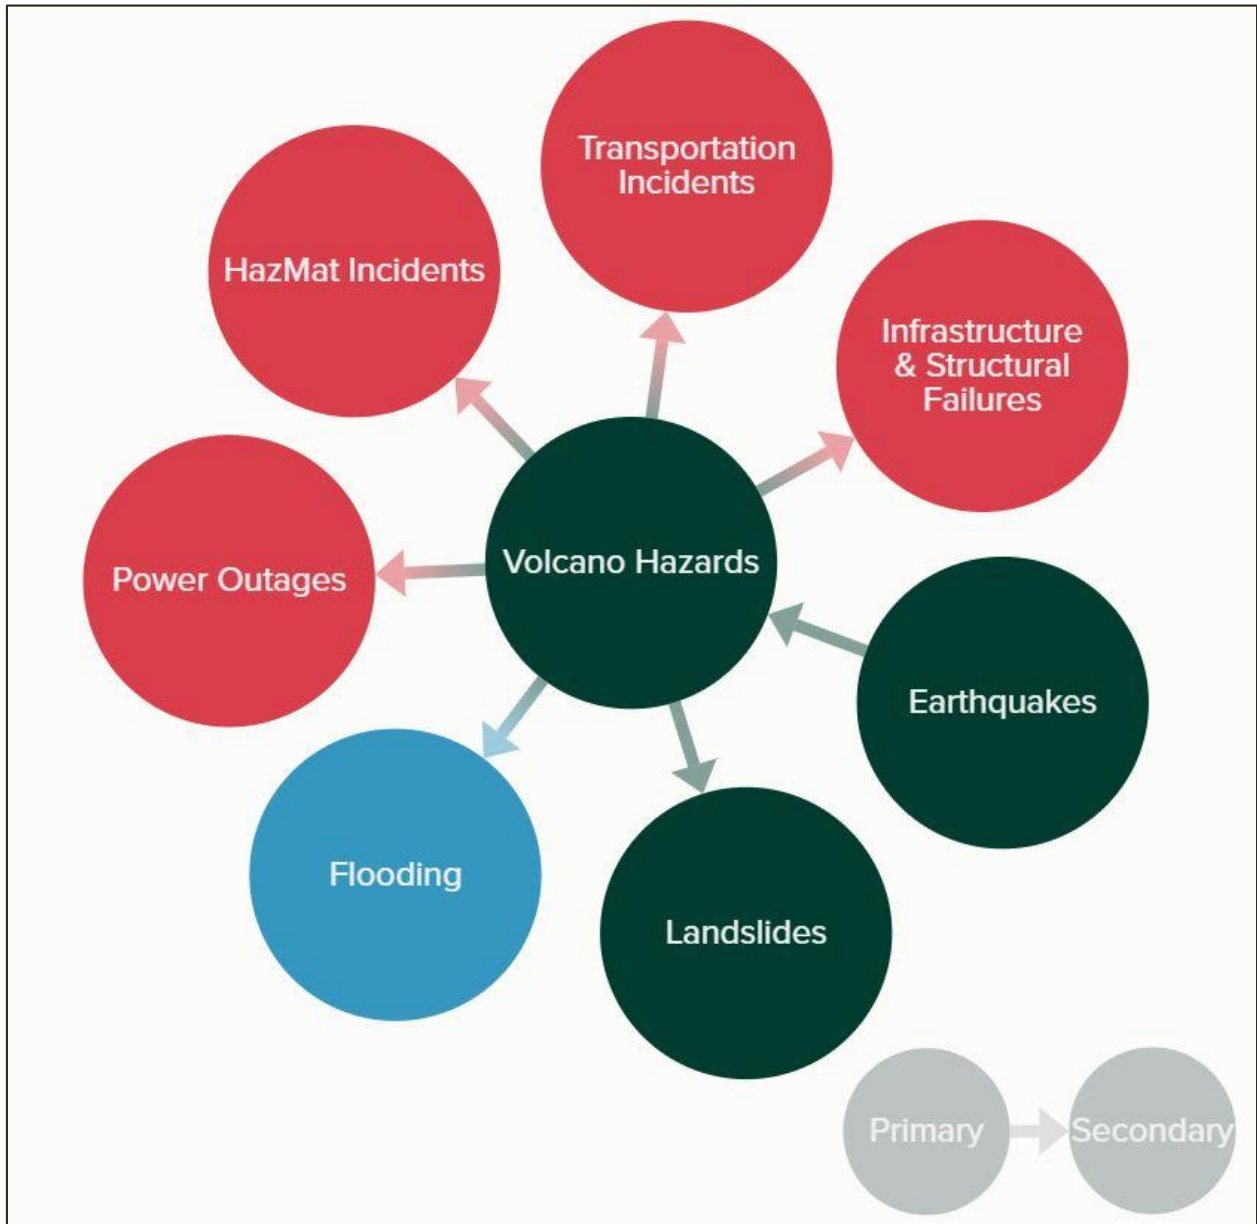 Transportation
Incidents
HazMat Incidents
Infrastructure
& Structural
Failures
Power Outages
Volcano Hazards
Earthquakes
Flooding
Landslides
Primary
Secondary